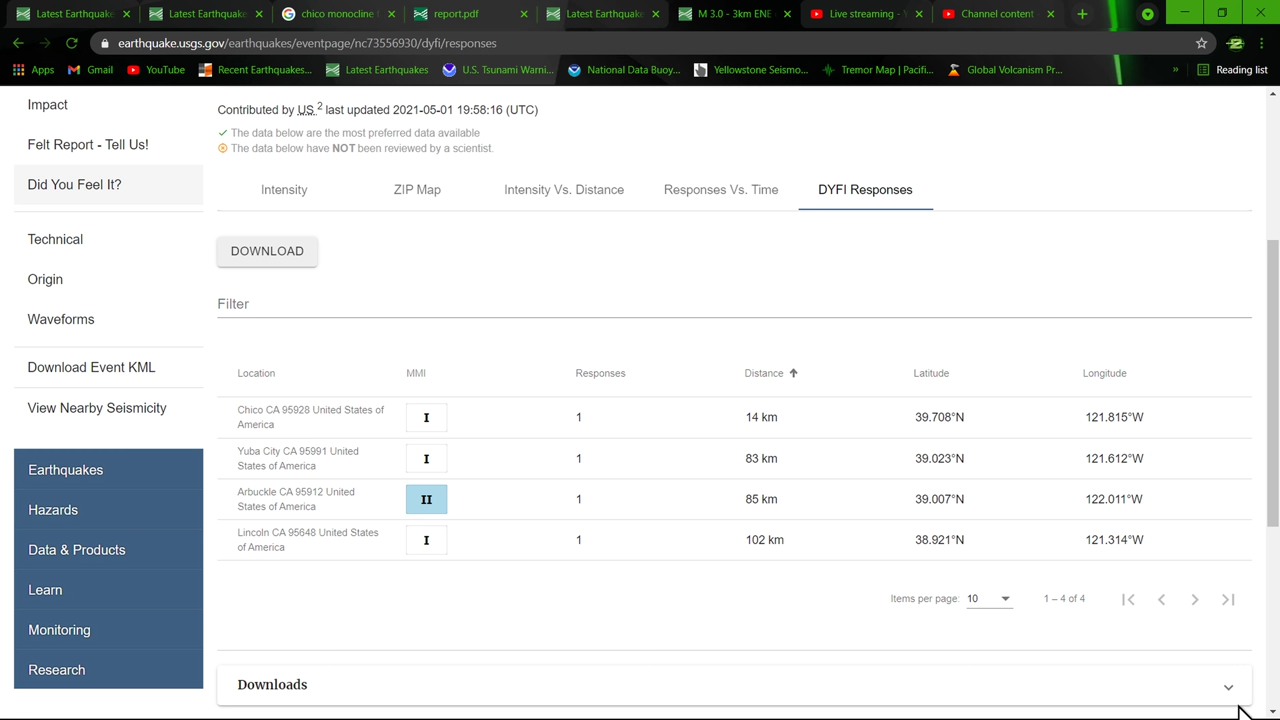 Latest Earthquake
Latest Earthquake
chico monocline f
report.pdf
Latest Earthquake
M 3.0 - 3km ENE
Live streaming - Y
Channel content
earthquake.usgs.gov/earthquakes/eventpage/nc73556930/dyfi/responses
Apps
Gmail
YouTube
Recent Earthquakes...
Latest Earthquakes
U.S. Tsunami Warni...
National Data Buoy...
Yellowstone Seismo...
Tremor Map | Pacifi...
Global Volcanism Pr...
»
Reading list
Impact
Felt Report - Tell Us!
Did You Feel It?
Technical
Origin
Waveforms
Download Event KML
View Nearby Seismicity
Earthquakes
Hazards
Data & Products
Learn
Monitoring
Research
Contributed by US 2 last updated 2021-05-01 19:58:16 (UTC)
The data below are the most preferred data available
The data below have NOT been reviewed by a scientist.
Intensity
ZIP Map
Intensity Vs. Distance
Responses Vs. Time
DYFI Responses
DOWNLOAD
Filter
Location MMI Responses Distance Latitude Longitude
Chico CA 95928 United States of
America
I 1 14 km 39.708°N 121.815°W
Yuba City CA 95991 United
States of America
I 1 83 km 39.023°N 121.612°W
Arbuckle CA 95912 United
States of America
II 1 85 km 39.007°N 122.011°W
Lincoln CA 95648 United States
of America
I 1 102 km 38.921°N 121.314°W
Items per page: 10 1 – 4 of 4
Downloads